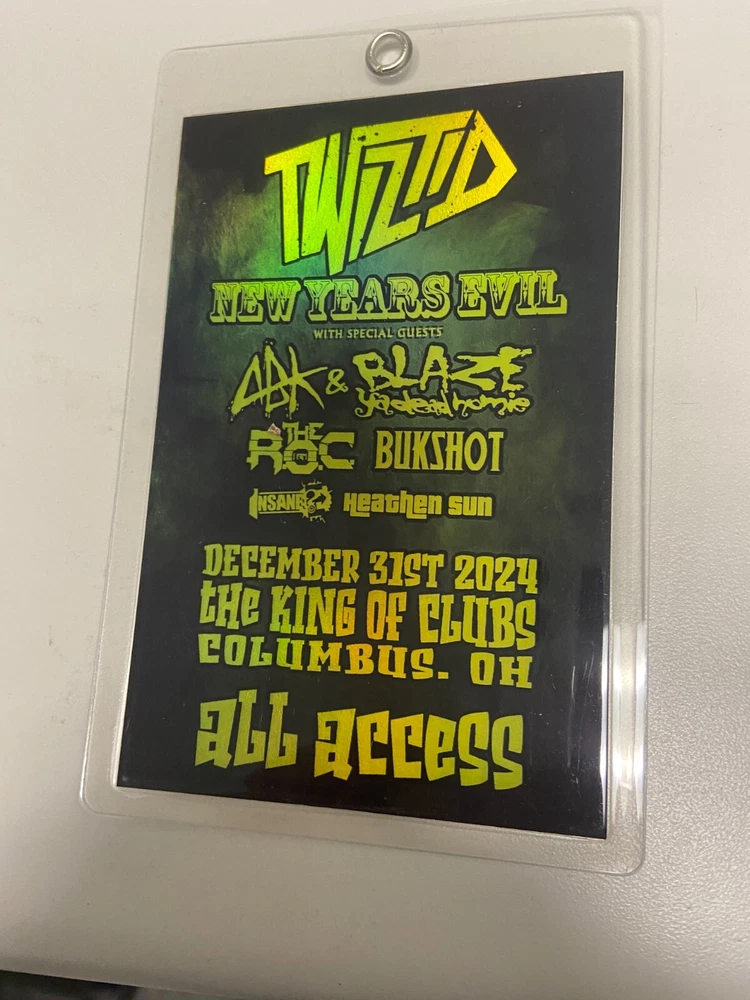 TWIZTID
NEW YEARS EVIL
WITH SPECIAL GUESTS
ABK & BLAZE
ya dead homie
THE
R.O.C BUKSHOT
INSANE Heathen Sun
DECEMBER 31ST 2024
the KING OF CLUBS
COLUMBUS. OH
all access